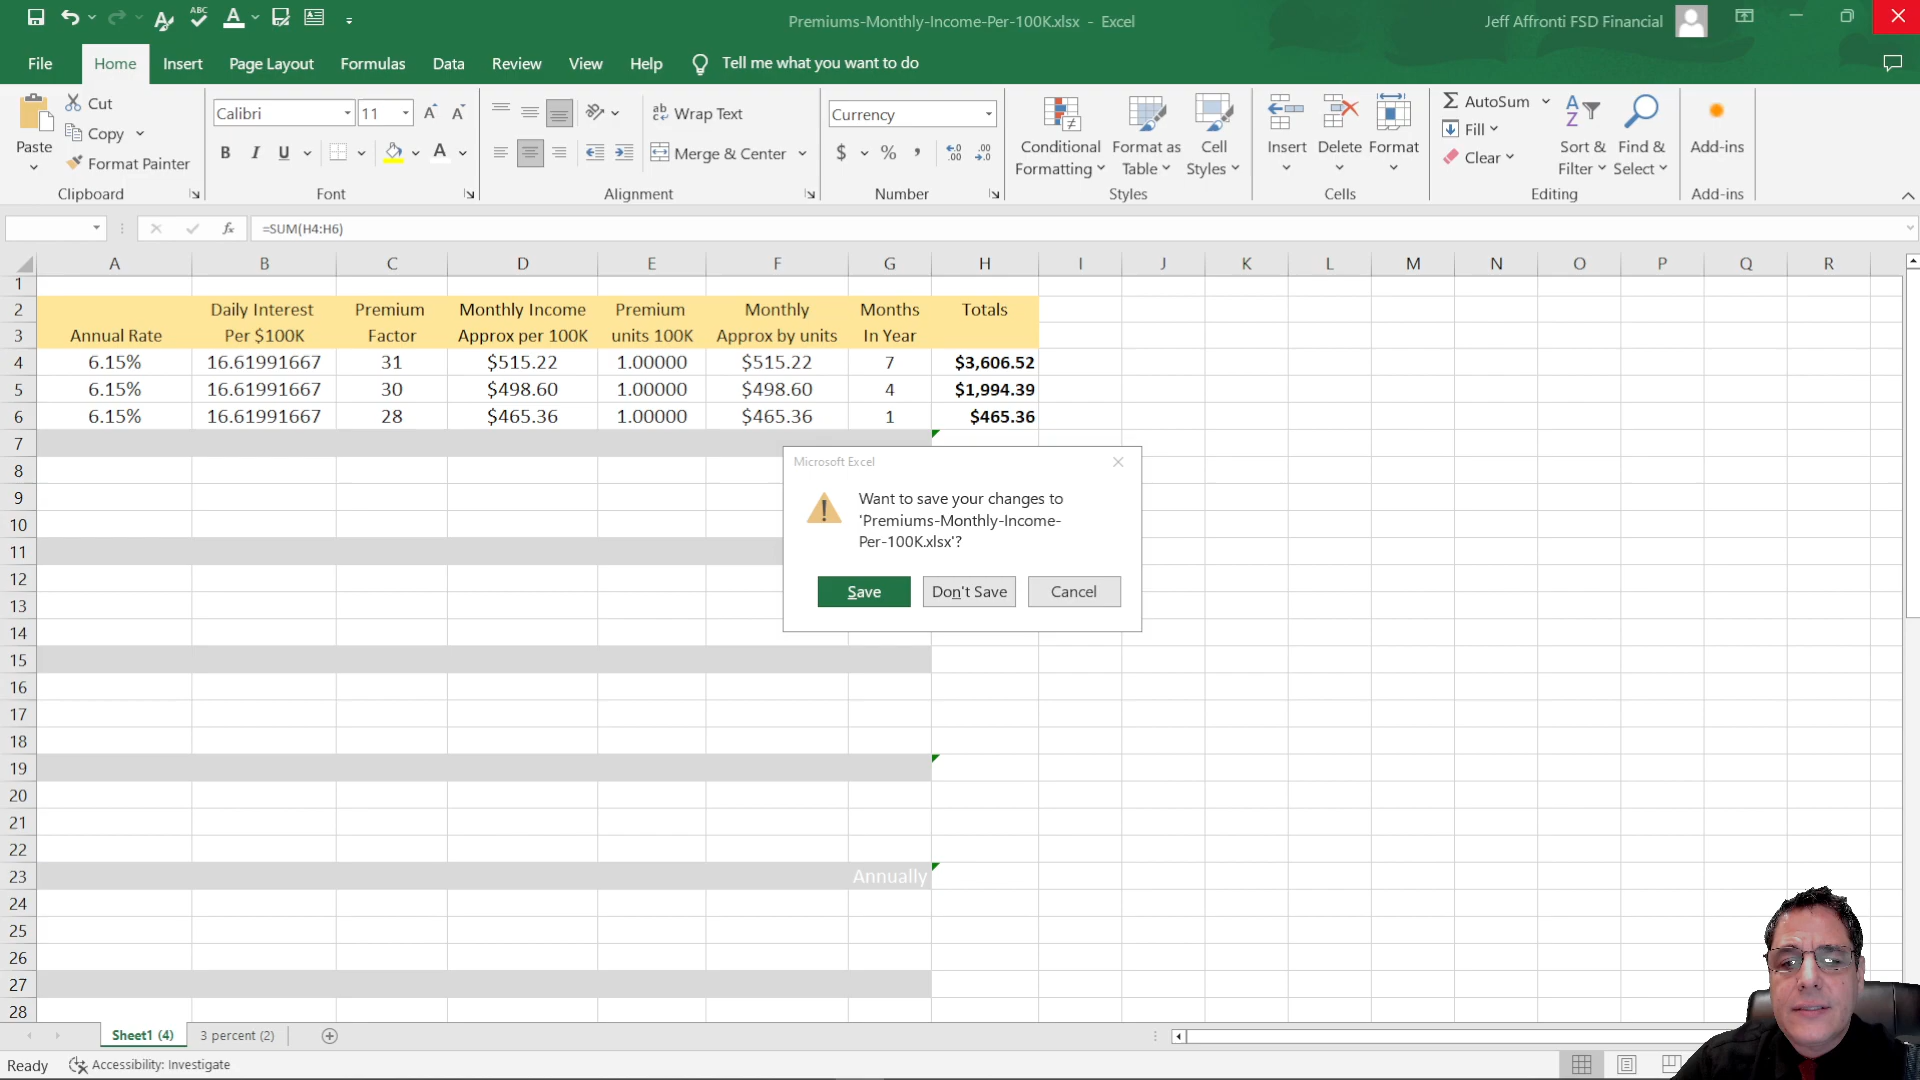 Premiums-Monthly-Income-Per-100K.xlsx - Excel
Jeff Affronti FSD Financial
File Home Insert Page Layout Formulas Data Review View Help Tell me what you want to do
Paste
Cut
Copy
Format Painter
Clipboard
Calibri 11
B I U A
Font
Wrap Text
Merge & Center
Alignment
Currency
$ % ,
Number
Conditional Formatting
Format as Table
Cell Styles
Styles
Insert Delete Format
Cells
AutoSum
Fill
Clear
Sort & Filter
Find & Select
Editing
Add-ins
Add-ins
fx =SUM(H4:H6)
A B C D E F G H I J K L M N O P Q R
1
2 Daily Interest Premium Monthly Income Premium Monthly Months Totals
3 Annual Rate Per $100K Factor Approx per 100K units 100K Approx by units In Year
4 6.15% 16.61991667 31 $515.22 1.00000 $515.22 7 $3,606.52
5 6.15% 16.61991667 30 $498.60 1.00000 $498.60 4 $1,994.39
6 6.15% 16.61991667 28 $465.36 1.00000 $465.36 1 $465.36
7
8
9
10
11
12
13
14
15
16
17
18
19
20
21
22
23 Annually
24
25
26
27
28
Microsoft Excel
Want to save your changes to
'Premiums-Monthly-Income-
Per-100K.xlsx'?
Save Don't Save Cancel
Sheet1 (4) 3 percent (2)
Ready Accessibility: Investigate